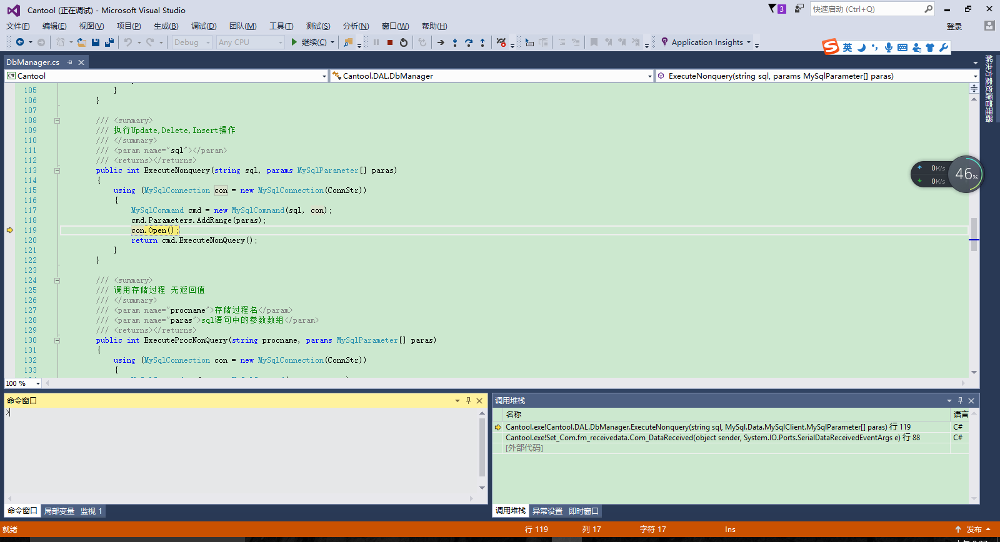 Cantool (正在调试) - Microsoft Visual Studio
3
快速启动 (Ctrl+Q)
文件(F) 编辑(E) 视图(V) 项目(P) 生成(B) 调试(D) 团队(M) 工具(T) 测试(S) 分析(N) 窗口(W) 帮助(H)
登录
Debug Any CPU 继续(C) Application Insights
英
DbManager.cs
解决方案资源管理器
Cantool
Cantool.DAL.DbManager
ExecuteNonquery(string sql, params MySqlParameter[] paras)
105 }
106 }
107
108 /// <summary>
109 /// 执行Update,Delete,Insert操作
110 /// </summary>
111 /// <param name="sql"></param>
112 /// <returns></returns>
113 public int ExecuteNonquery(string sql, params MySqlParameter[] paras)
114 {
115 using (MySqlConnection con = new MySqlConnection(ConnStr))
116 {
117 MySqlCommand cmd = new MySqlCommand(sql, con);
118 cmd.Parameters.AddRange(paras);
119 con.Open();
120 return cmd.ExecuteNonQuery();
121 }
122 }
123
124 /// <summary>
125 /// 调用存储过程 无返回值
126 /// </summary>
127 /// <param name="procname">存储过程名</param>
128 /// <param name="paras">sql语句中的参数数组</param>
129 /// <returns></returns>
130 public int ExecuteProcNonQuery(string procname, params MySqlParameter[] paras)
131 {
132 using (MySqlConnection con = new MySqlConnection(ConnStr))
133 {
0K/s
0K/s
46%
100 %
命令窗口
>
调用堆栈
名称 语言
Cantool.exe!Cantool.DAL.DbManager.ExecuteNonquery(string sql, MySql.Data.MySqlClient.MySqlParameter[] paras) 行 119 C#
Cantool.exe!Set_Com.fm_receivedata.Com_DataReceived(object sender, System.IO.Ports.SerialDataReceivedEventArgs e) 行 88 C#
[外部代码]
命令窗口 局部变量 监视 1
调用堆栈 异常设置 即时窗口
就绪 行 119 列 17 字符 17 Ins 发布